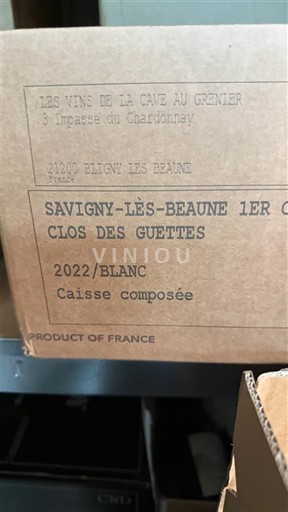 LES VINS DE LA CAVE AU GRENIER
3 Impasse du Chardonnay
21200 BLIGNY LES BEAUNE
France
SAVIGNY-LÈS-BEAUNE 1ER C
CLOS DES GUETTES
VINIOU
2022/BLANC
Caisse composée
PRODUCT OF FRANCE
CRO